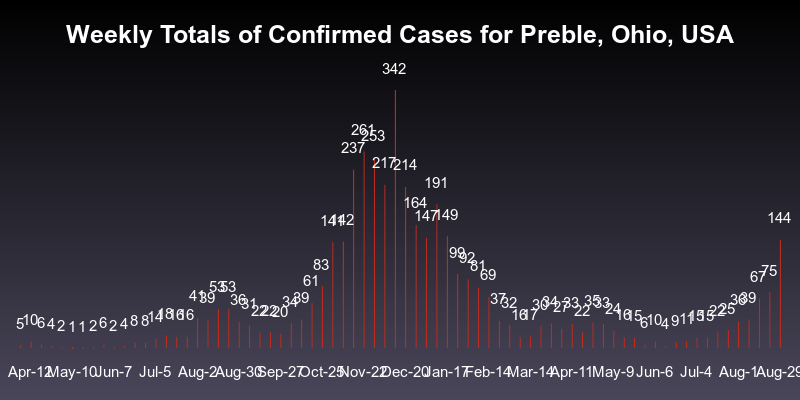 Weekly Totals of Confirmed Cases for Preble, Ohio, USA
5 10 6 4 2 1 1 2 6 2 4 8 8 14 18 16 16 41 39 53 53 36 31 22 22 20 34 39 61 83 141 142 237 261 253 217 342 214 164 147 191 149 99 92 81 69 37 32 16 17 30 34 27 33 22 35 33 24 16 15 6 10 4 9 11 15 15 22 25 36 39 67 75 144
Apr-12 May-10 Jun-7 Jul-5 Aug-2 Aug-30 Sep-27 Oct-25 Nov-22 Dec-20 Jan-17 Feb-14 Mar-14 Apr-11 May-9 Jun-6 Jul-4 Aug-1 Aug-29